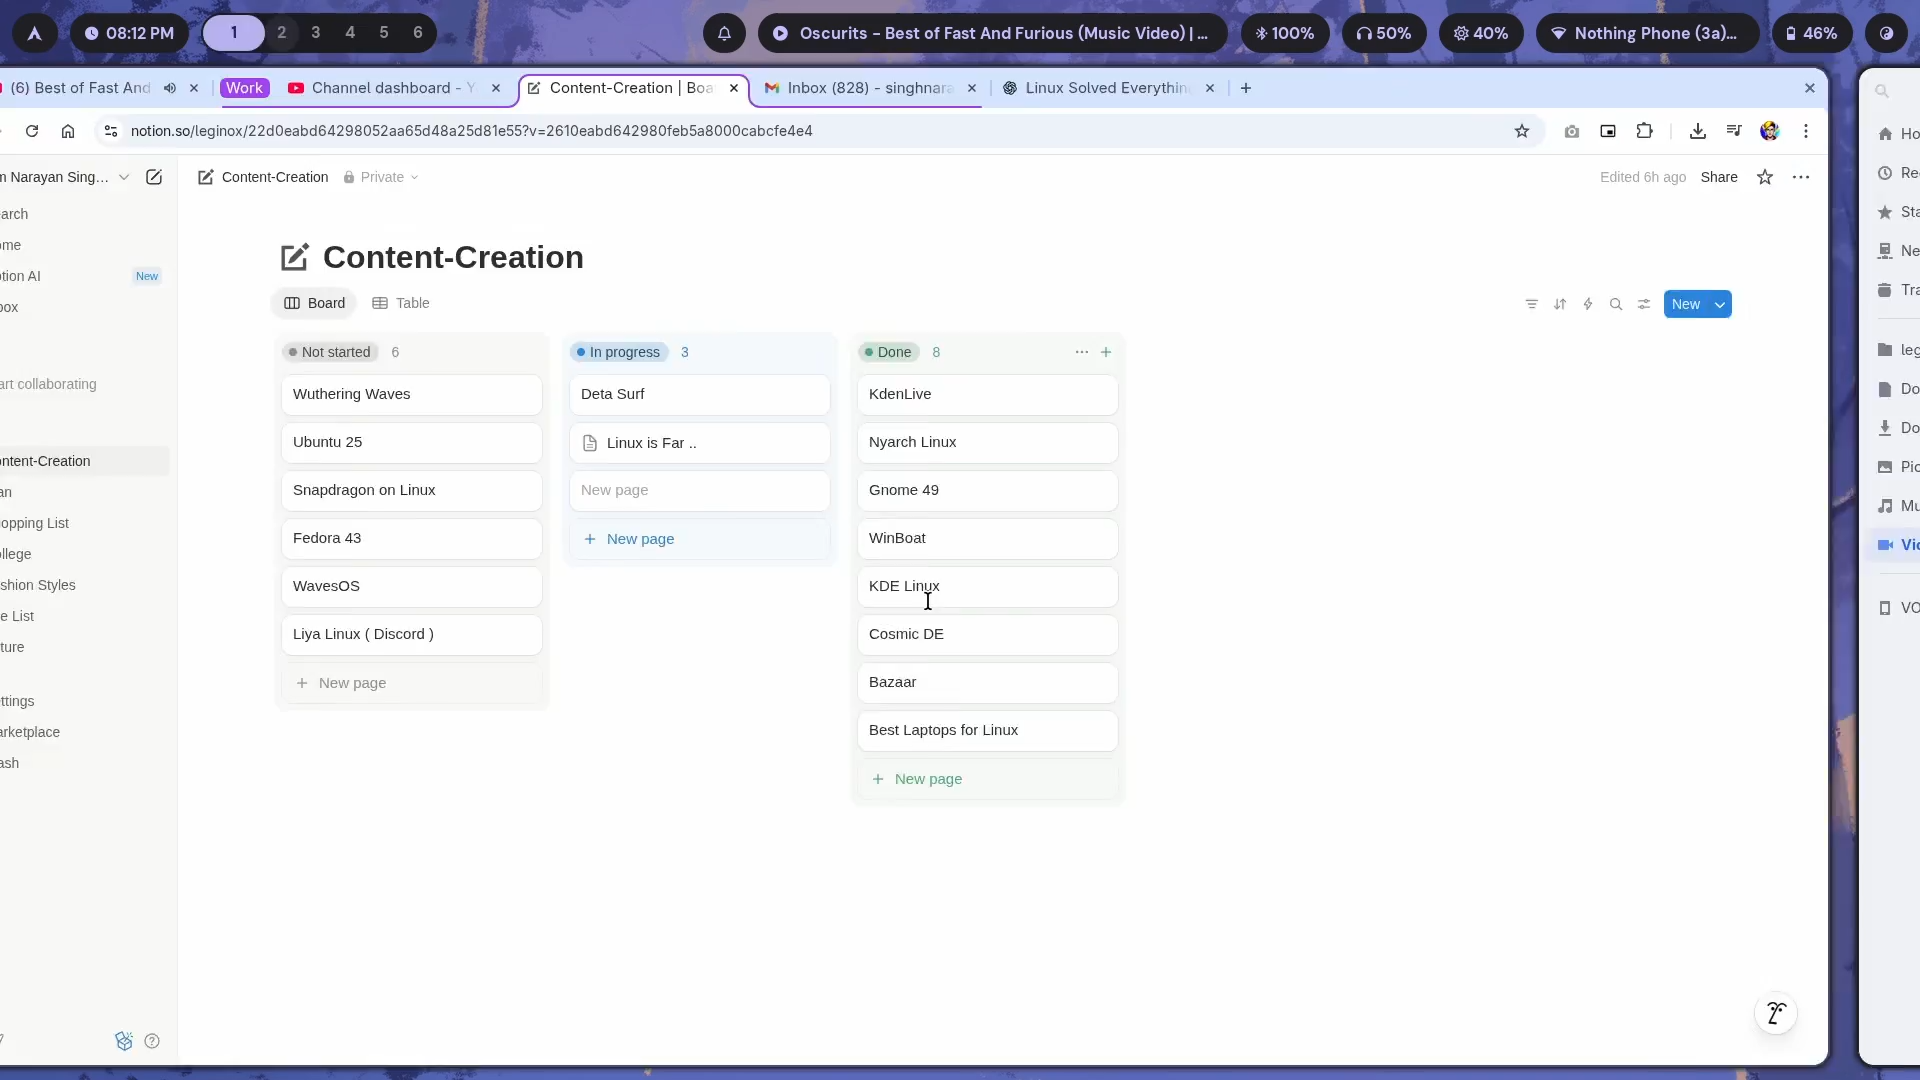 08:12 PM
1 2 3 4 5 6
Oscurits - Best of Fast And Furious (Music Video) | ...
100%
50%
40%
Nothing Phone (3a)...
46%
(6) Best of Fast And
Work
Channel dashboard - Y
Content-Creation | Boa
Inbox (828) - singhnara
Linux Solved Everythin
notion.so/leginox/22d0eabd64298052aa65d48a25d81e55?v=2610eabd642980feb5a8000cabcfe4e4
m Narayan Sing...
Content-Creation
Private
Edited 6h ago
Share
arch
ome
otion AI
New
box
art collaborating
ontent-Creation
an
opping List
ollege
shion Styles
e List
ture
ttings
arketplace
ash
Content-Creation
Board
Table
New
Not started 6
Wuthering Waves
Ubuntu 25
Snapdragon on Linux
Fedora 43
WavesOS
Liya Linux ( Discord )
+ New page
In progress 3
Deta Surf
Linux is Far ..
New page
+ New page
Done 8
KdenLive
Nyarch Linux
Gnome 49
WinBoat
KDE Linux
Cosmic DE
Bazaar
Best Laptops for Linux
+ New page
Ho
Re
Sta
Ne
Tra
leg
Do
Do
Pic
Mu
Vid
VO